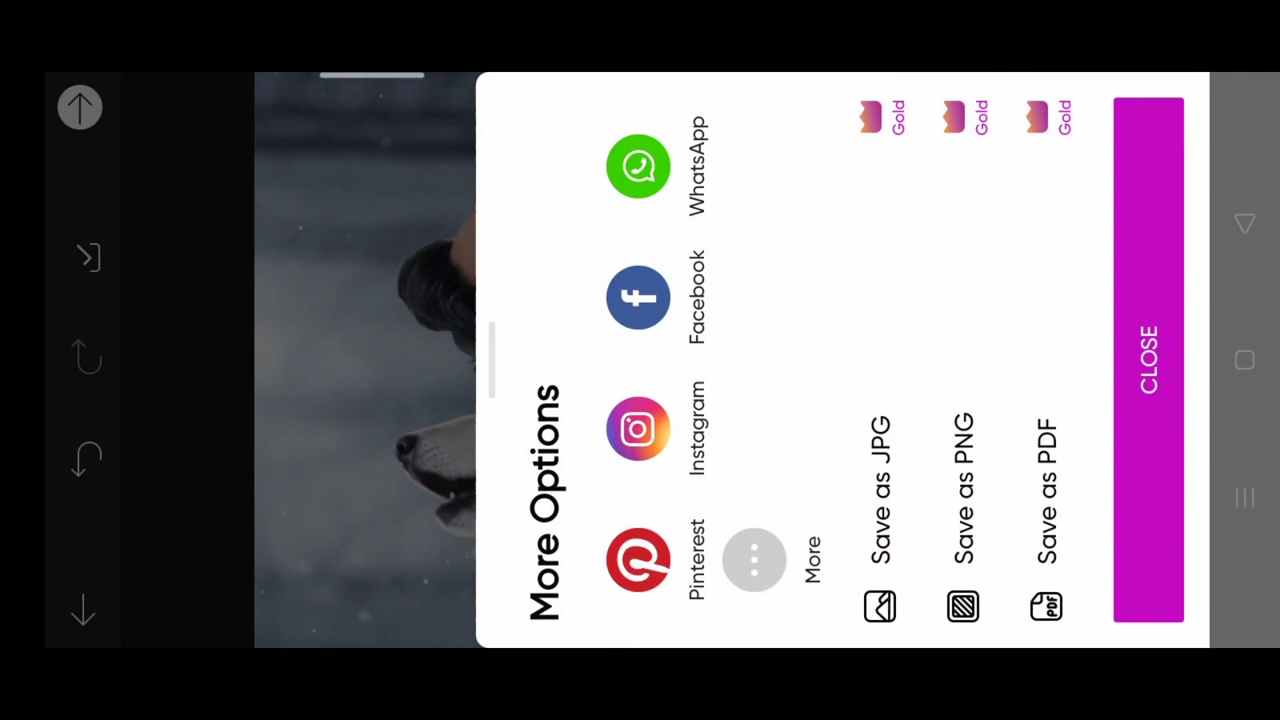 More Options
Pinterest
Instagram
Facebook
WhatsApp
More
Save as JPG
Gold
Save as PNG
Gold
PDF
Save as PDF
Gold
CLOSE